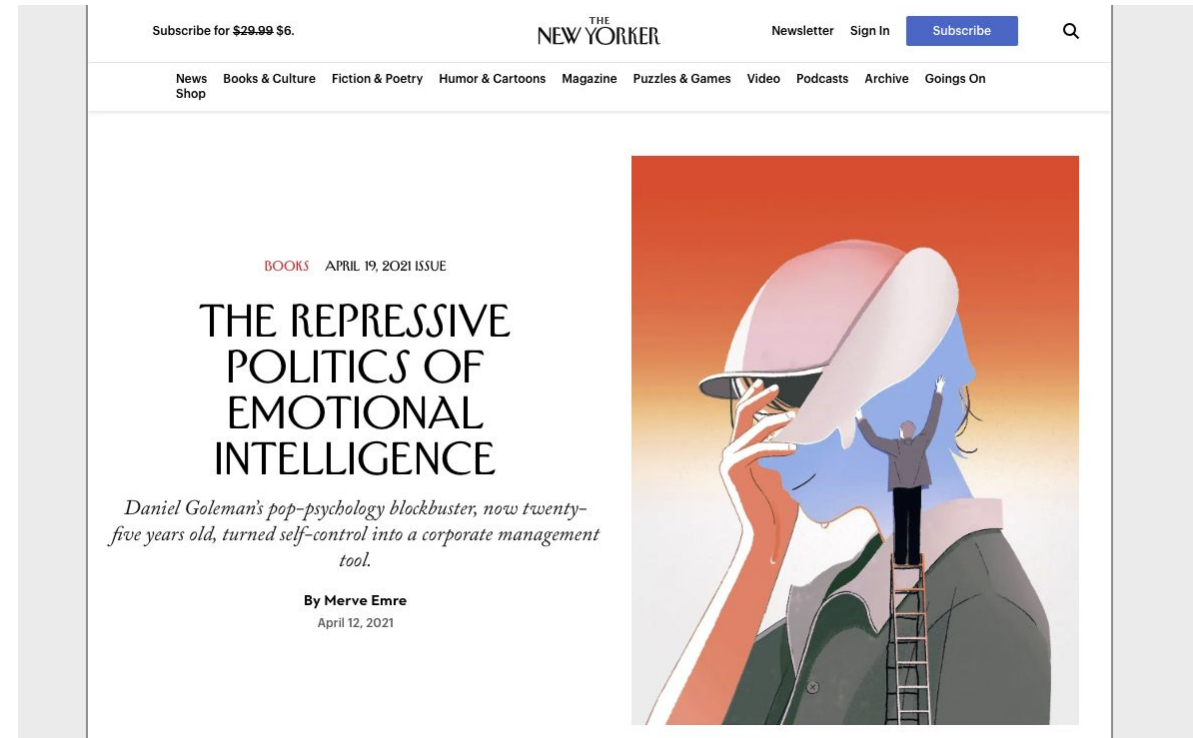 Subscribe for $29.99 $6.
THE
NEW YORKER
Newsletter Sign In Subscribe
News Books & Culture Fiction & Poetry Humor & Cartoons Magazine Puzzles & Games Video Podcasts Archive Goings On
Shop
BOOKS APRIL 19, 2021 ISSUE
THE REPRESSIVE
POLITICS OF
EMOTIONAL
INTELLIGENCE
Daniel Goleman's pop-psychology blockbuster, now twenty-
five years old, turned self-control into a corporate management
tool.
By Merve Emre
April 12, 2021